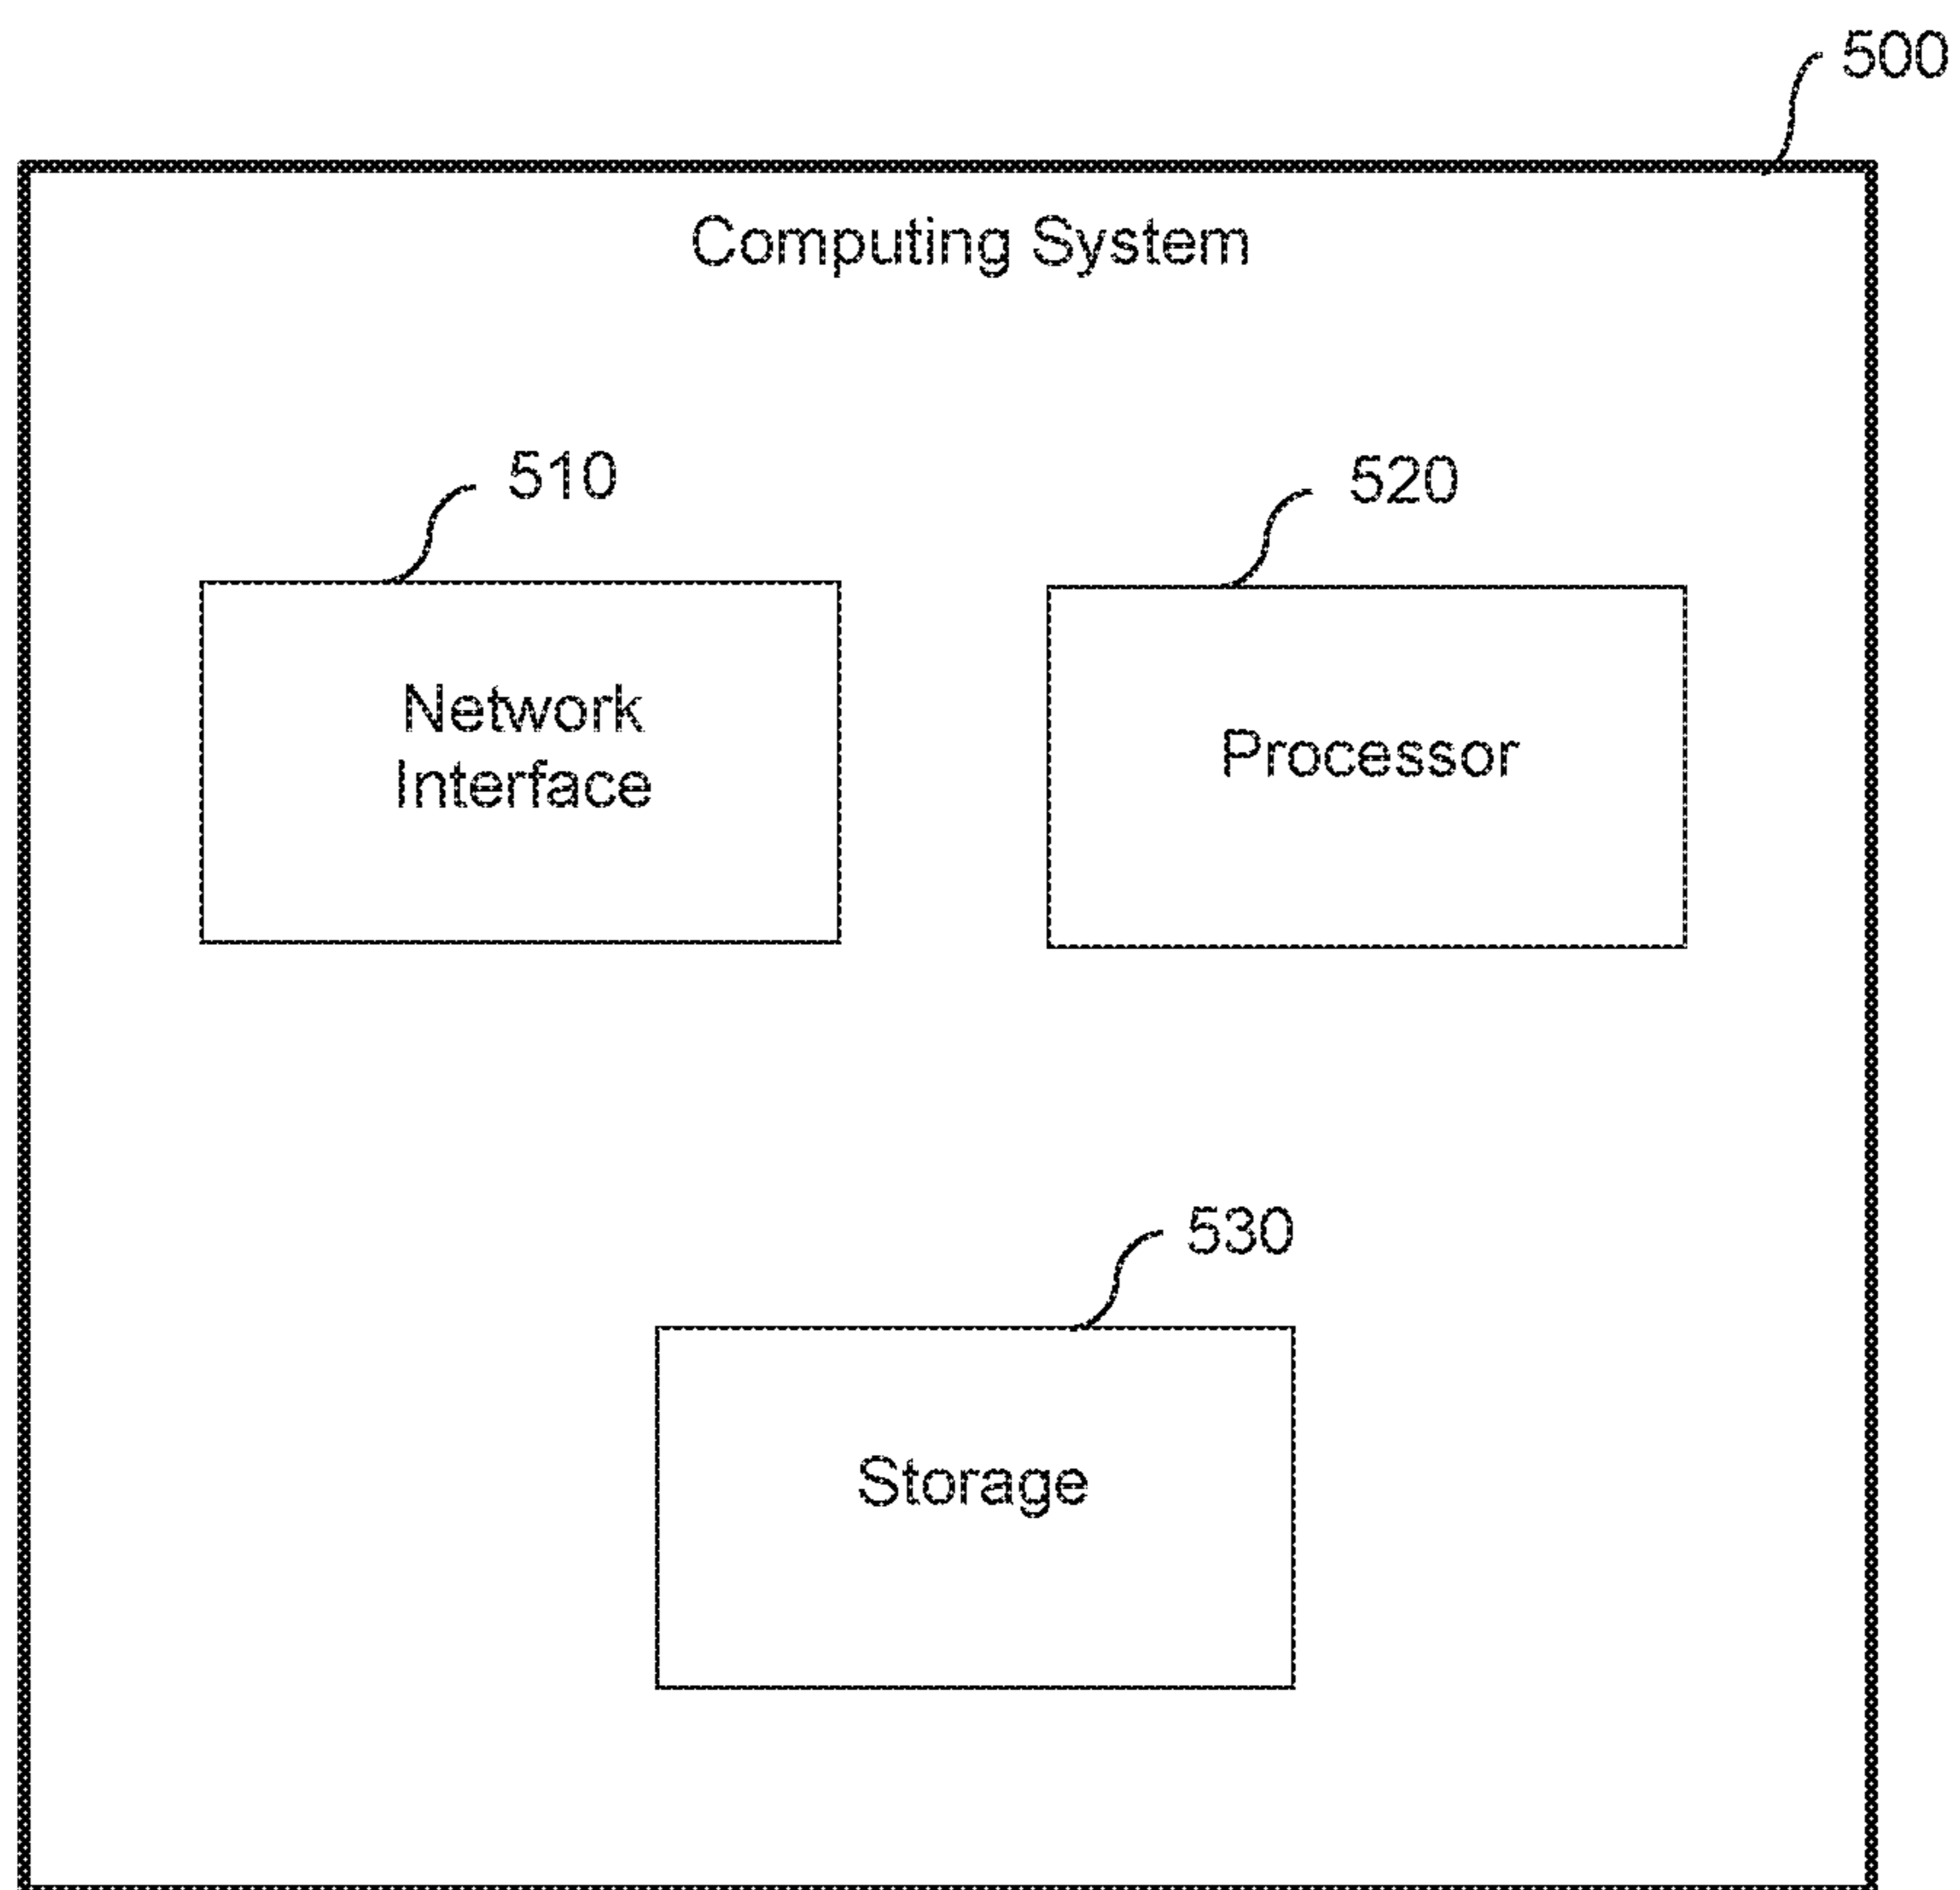 500
Computing System
510
520
Network
Interface
Processor
530
Storage